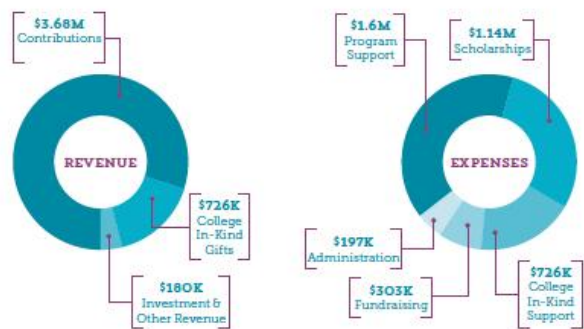 $3.68M
Contributions
REVENUE
$726K
College
In-Kind
Gifts
$180K
Investment &
Other Revenue
$1.6M
Program
Support
$1.14M
Scholarships
EXPENSES
$197K
Administration
$303K
Fundraising
$726K
College
In-Kind
Support